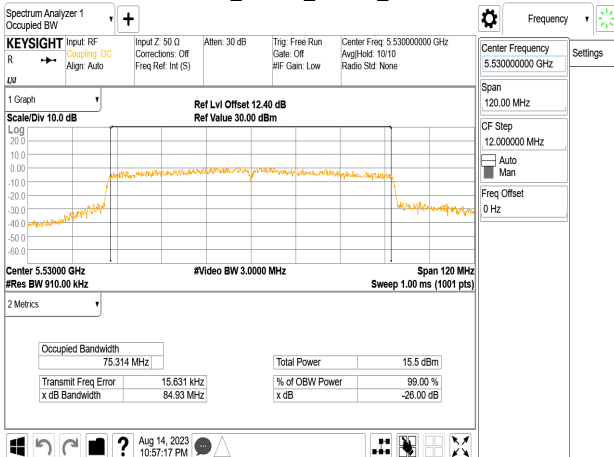 Spectrum Analyzer 1
Occupied BW
Frequency
KEYSIGHT
R
Input: RF
Coupling: DC
Align: Auto
Input Z: 50 Ω
Corrections: Off
Freq Ref: Int (S)
Atten: 30 dB
Trig: Free Run
Gate: Off
#IF Gain: Low
Center Freq: 5.530000000 GHz
Avg|Hold: 10/10
Radio Std: None
Center Frequency
5.530000000 GHz
Settings
Span
120.00 MHz
CF Step
12.000000 MHz
Auto
Man
Freq Offset
0 Hz
1 Graph
Scale/Div 10.0 dB
Ref Lvl Offset 12.40 dB
Ref Value 30.00 dBm
Log
20.0
10.0
0.00
-10.0
-20.0
-30.0
-40.0
-50.0
-60.0
Center 5.53000 GHz
#Video BW 3.0000 MHz
Span 120 MHz
#Res BW 910.00 kHz
Sweep 1.00 ms (1001 pts)
2 Metrics
Occupied Bandwidth
75.314 MHz
Total Power 15.5 dBm
Transmit Freq Error 15.631 kHz
% of OBW Power 99.00 %
x dB Bandwidth 84.93 MHz
x dB -26.00 dB
?
Aug 14, 2023
10:57:17 PM